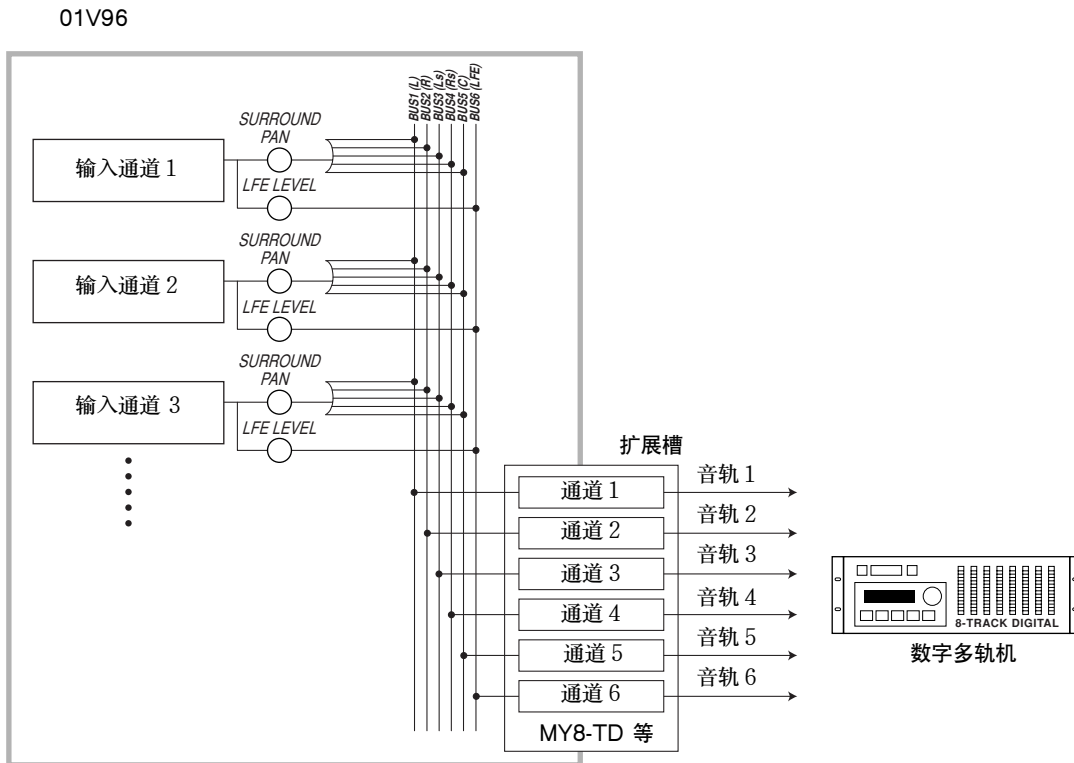 01V96
BUS1 (L)
BUS2 (R)
BUS3 (Ls)
BUS4 (Rs)
BUS5 (C)
BUS6 (LFE)
SURROUND
PAN
输入通道 1
LFE LEVEL
SURROUND
PAN
输入通道 2
LFE LEVEL
SURROUND
PAN
输入通道 3
LFE LEVEL
扩展槽
通道 1
音轨 1
通道 2
音轨 2
通道 3
音轨 3
通道 4
音轨 4
通道 5
音轨 5
通道 6
音轨 6
MY8-TD 等
8-TRACK DIGITAL
数字多轨机